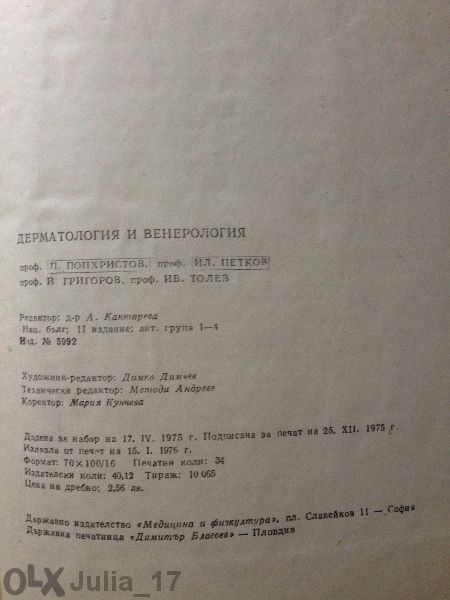 ДЕРМАТОЛОГИЯ И ВЕНЕРОЛОГИЯ
проф. П. ПОПХРИСТОВ, проф. ИЛ. ПЕТКОВ,
проф. Й ГРИГОРОВ, проф. ИВ. ТОЛЕВ
Редактор: д-р А. Кантарева
Нац. бълг; II издание; лит. група I—4
Изд. № 5992
Художник-редактор: Димко Димчев
Технически редактор: Методи Андреев
Коректор: Мария Кунчева
Дадена за набор на 17. IV. 1975 г. Подписана за печат на 25. XII. 1975 г.
Излязла от печат на 15. I. 1976 г.
Формат: 70×100/16 Печатни коли: 34
Издателски коли: 40,12 Тираж: 10 065
Цена на дребно: 2,56 лв.
Държавно издателство «Медицина и физкултура», пл. Славейков 11 — София
Държавна печатница «Димитър Благоев» — Пловдив
OLX Julia_17